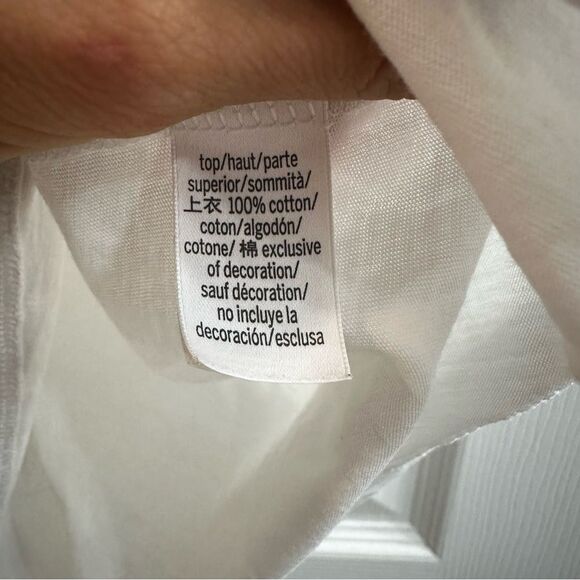 top/haut/parte
superior/sommità/
上衣 100% cotton/
coton/algodón/
cotone/ 棉 exclusive
of decoration/
sauf décoration/
no incluye la
decoración/esclusa